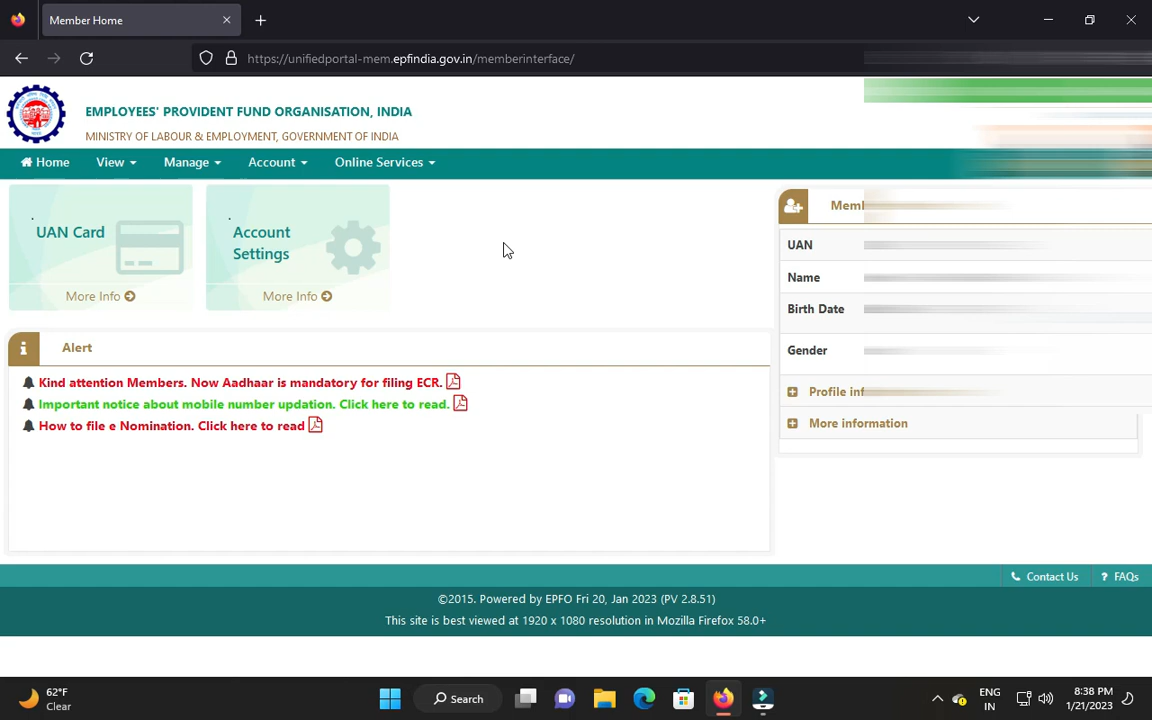 Member Home
https://unifiedportal-mem.epfindia.gov.in/memberinterface/
EMPLOYEES' PROVIDENT FUND ORGANISATION, INDIA
MINISTRY OF LABOUR & EMPLOYMENT, GOVERNMENT OF INDIA
Home View Manage Account Online Services
UAN Card
More Info
Account
Settings
More Info
Alert
Kind attention Members. Now Aadhaar is mandatory for filing ECR.
Important notice about mobile number updation. Click here to read.
How to file e Nomination. Click here to read
UAN
Name
Birth Date
Gender
Profile
More information
Contact Us ? FAQs
©2015. Powered by EPFO Fri 20, Jan 2023 (PV 2.8.51)
This site is best viewed at 1920 x 1080 resolution in Mozilla Firefox 58.0+
62°F
Clear
Search
ENG
IN
8:38 PM
1/21/2023